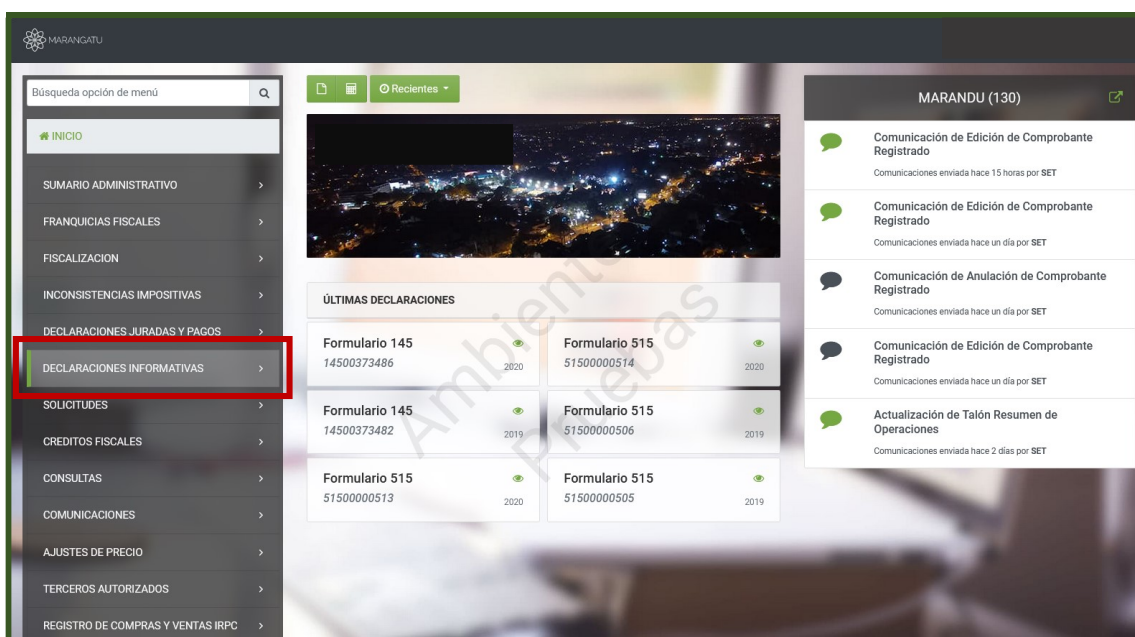 MARANGATU
Búsqueda opción de menú
INICIO
SUMARIO ADMINISTRATIVO
FRANQUICIAS FISCALES
FISCALIZACION
INCONSISTENCIAS IMPOSITIVAS
DECLARACIONES JURADAS Y PAGOS
DECLARACIONES INFORMATIVAS
SOLICITUDES
CREDITOS FISCALES
CONSULTAS
COMUNICACIONES
AJUSTES DE PRECIO
TERCEROS AUTORIZADOS
REGISTRO DE COMPRAS Y VENTAS IRPC
Recientes
ÚLTIMAS DECLARACIONES
Formulario 145
14500373486
2020
Formulario 515
51500000514
2020
Formulario 145
14500373482
2019
Formulario 515
51500000506
2019
Formulario 515
51500000513
2020
Formulario 515
51500000505
2019
Ambiente
Pruebas
MARANDU (130)
Comunicación de Edición de Comprobante
Registrado
Comunicaciones enviada hace 15 horas por SET
Comunicación de Edición de Comprobante
Registrado
Comunicaciones enviada hace un día por SET
Comunicación de Anulación de Comprobante
Registrado
Comunicaciones enviada hace un día por SET
Comunicación de Edición de Comprobante
Registrado
Comunicaciones enviada hace un día por SET
Actualización de Talón Resumen de
Operaciones
Comunicaciones enviada hace 2 días por SET